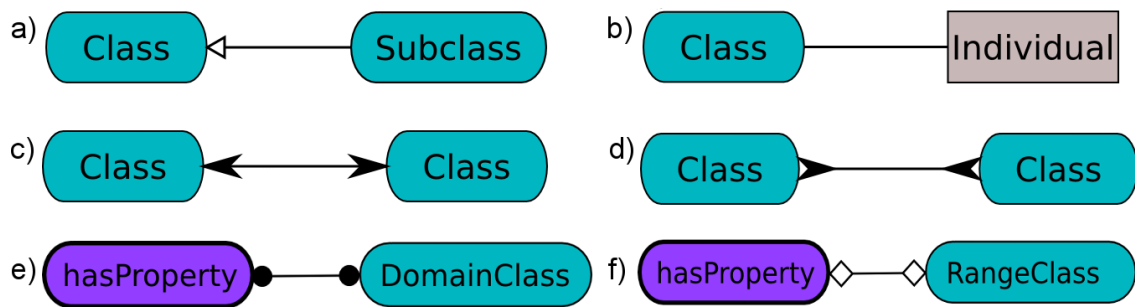 a) Class Subclass
b) Class Individual
c) Class Class
d) Class Class
e) hasProperty DomainClass
f) hasProperty RangeClass